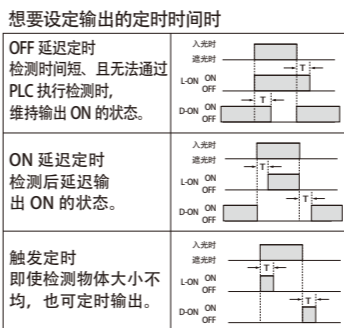 想要设定输出的定时时间时
OFF 延迟定时
检测时间短、且无法通过
PLC 执行检测时,
维持输出 ON 的状态。
入光时
遮光时
L-ON ON
OFF
T
D-ON ON
OFF
T
ON 延迟定时
检测后延迟输
出 ON 的状态。
入光时
遮光时
T
L-ON ON
OFF
T
D-ON ON
OFF
触发定时
即使检测物体大小不
均，也可定时输出。
入光时
遮光时
T
L-ON ON
OFF
T
D-ON ON
OFF